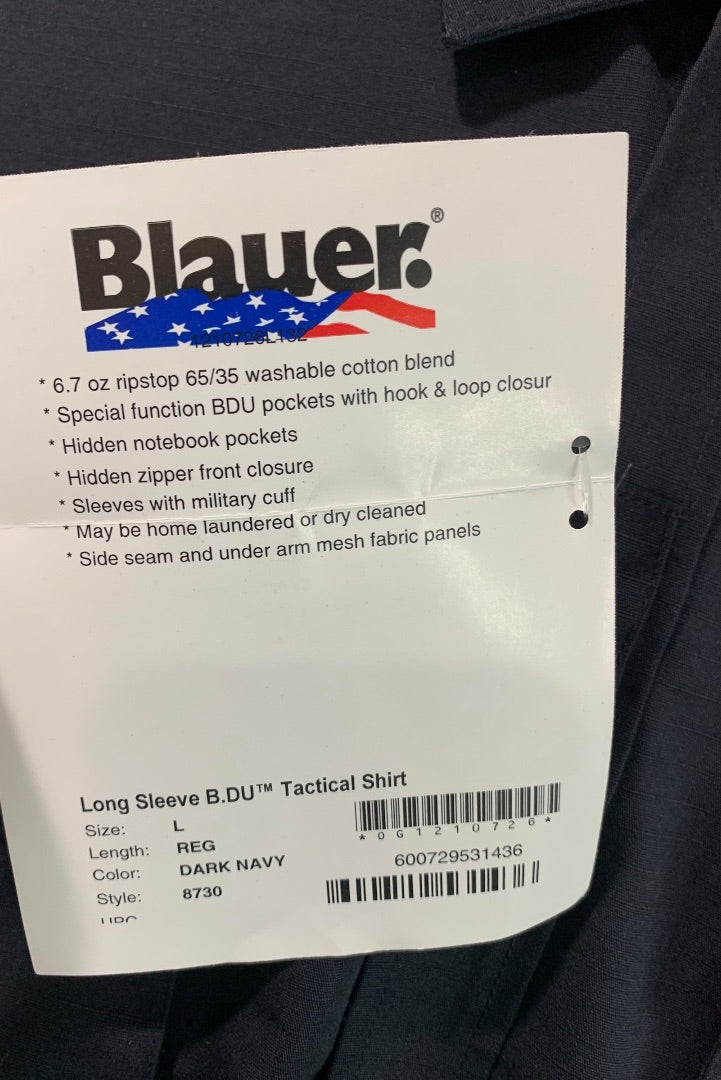 Blauer.®
1210726L132
* 6.7 oz ripstop 65/35 washable cotton blend
* Special function BDU pockets with hook & loop closur
* Hidden notebook pockets
* Hidden zipper front closure
* Sleeves with military cuff
* May be home laundered or dry cleaned
* Side seam and under arm mesh fabric panels
Long Sleeve B.DU™ Tactical Shirt
Size: L
Length: REG
Color: DARK NAVY
Style: 8730
UPC
*0G1210726*
600729531436